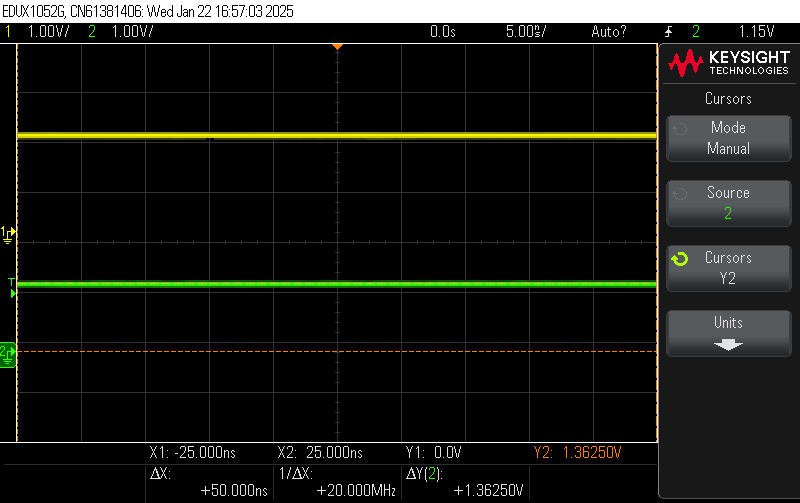 EDUX1052G, CN61381406: Wed Jan 22 16:57:03 2025
1 1.00V/ 2 1.00V/ 0.0s 5.00ns/ Auto? 2 1.15V
KEYSIGHT
TECHNOLOGIES
Cursors
Mode
Manual
Source
2
Cursors
Y2
Units
1
T
2
X1: -25.000ns X2: 25.000ns Y1: 0.0V Y2: 1.36250V
ΔX: 1/ΔX: ΔY(2):
+50.000ns +20.000MHz +1.36250V